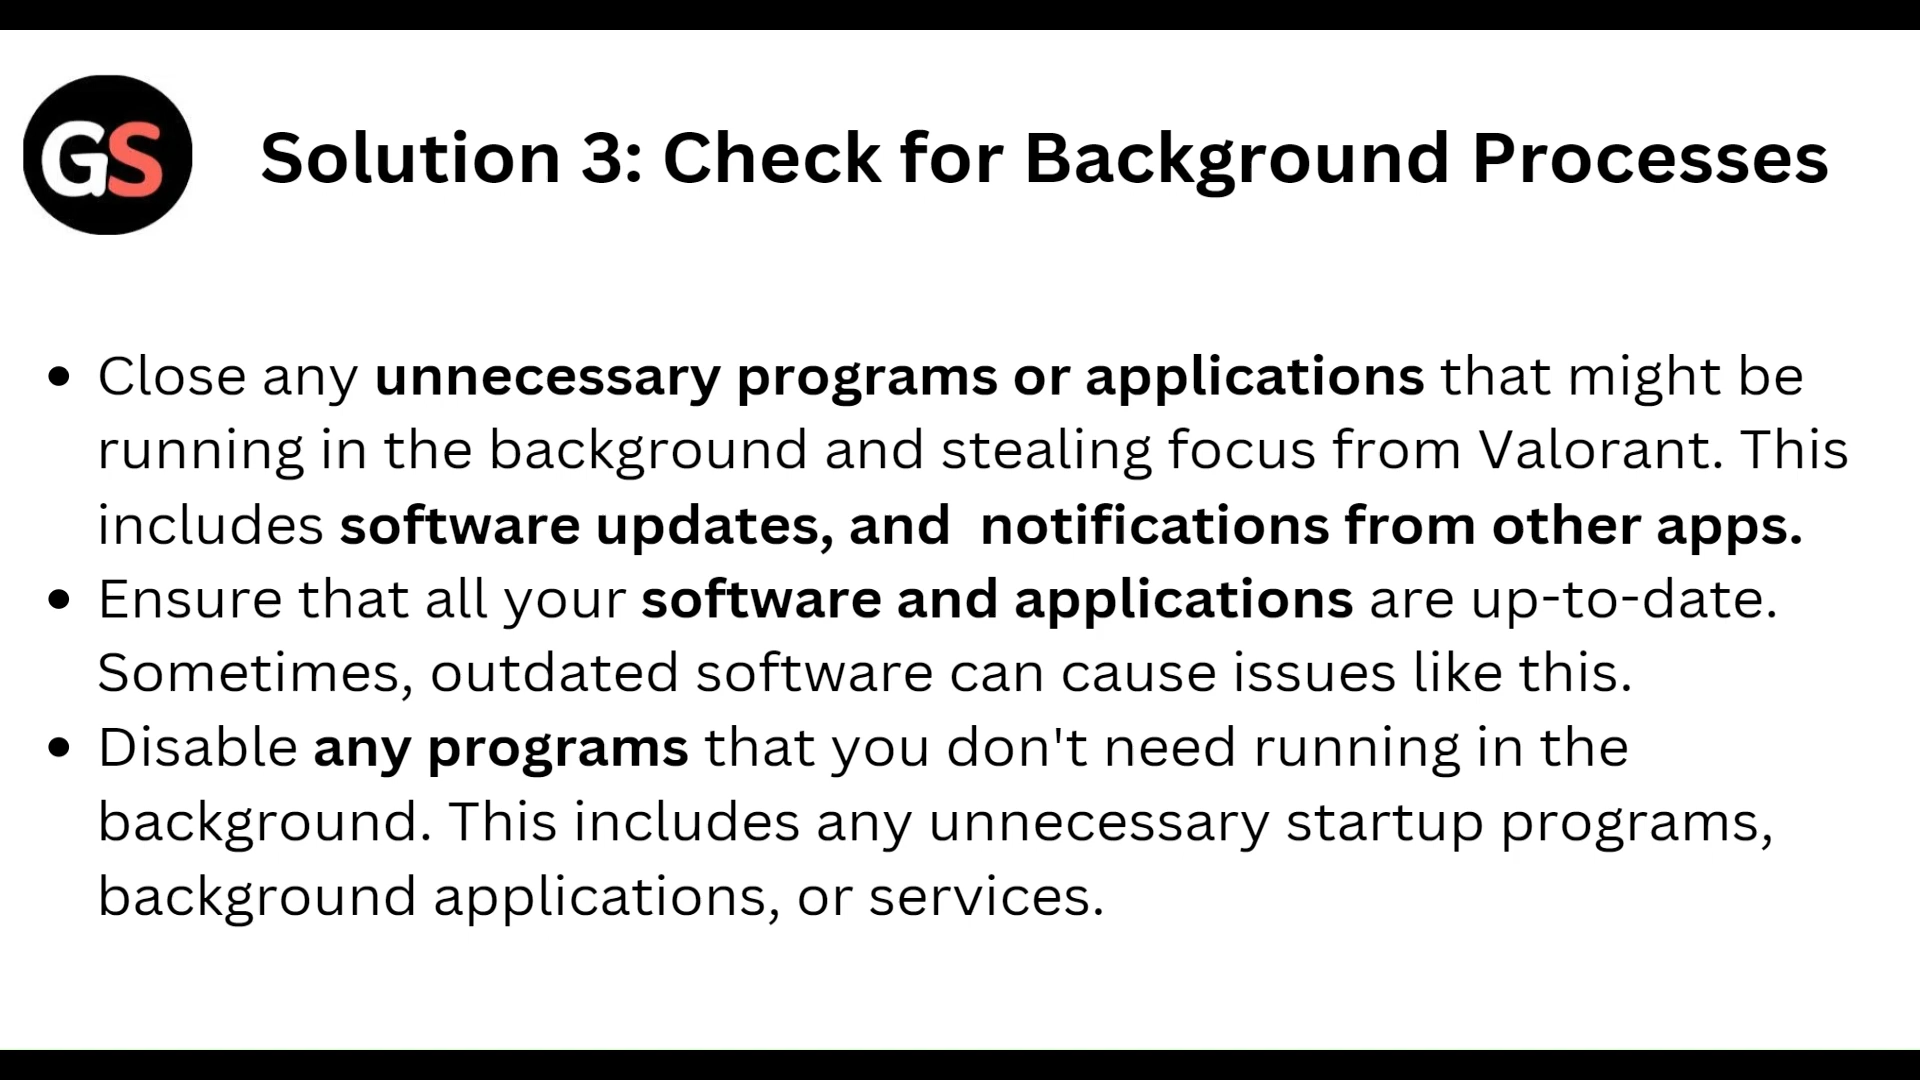 GS
Solution 3: Check for Background Processes
• Close any unnecessary programs or applications that might be
running in the background and stealing focus from Valorant. This
includes software updates, and  notifications from other apps.
• Ensure that all your software and applications are up-to-date.
Sometimes, outdated software can cause issues like this.
• Disable any programs that you don't need running in the
background. This includes any unnecessary startup programs,
background applications, or services.